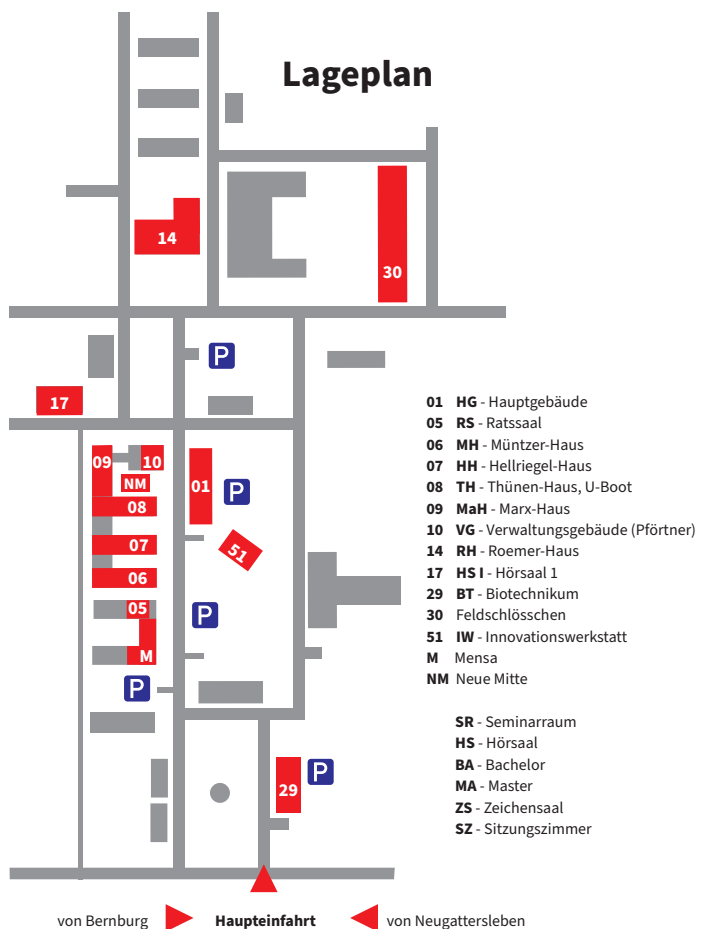 Lageplan
14
30
P
17
09
10
NM
01
P
08
51
07
06
05
P
M
P
29
P
01 HG - Hauptgebäude
05 RS - Ratssaal
06 MH - Müntzer-Haus
07 HH - Hellriegel-Haus
08 TH - Thünen-Haus, U-Boot
09 MaH - Marx-Haus
10 VG - Verwaltungsgebäude (Pförtner)
14 RH - Roemer-Haus
17 HS I - Hörsaal 1
29 BT - Biotechnikum
30 Feldschlösschen
51 IW - Innovationswerkstatt
M Mensa
NM Neue Mitte
SR - Seminarraum
HS - Hörsaal
BA - Bachelor
MA - Master
ZS - Zeichensaal
SZ - Sitzungszimmer
von Bernburg Haupteinfahrt von Neugattersleben